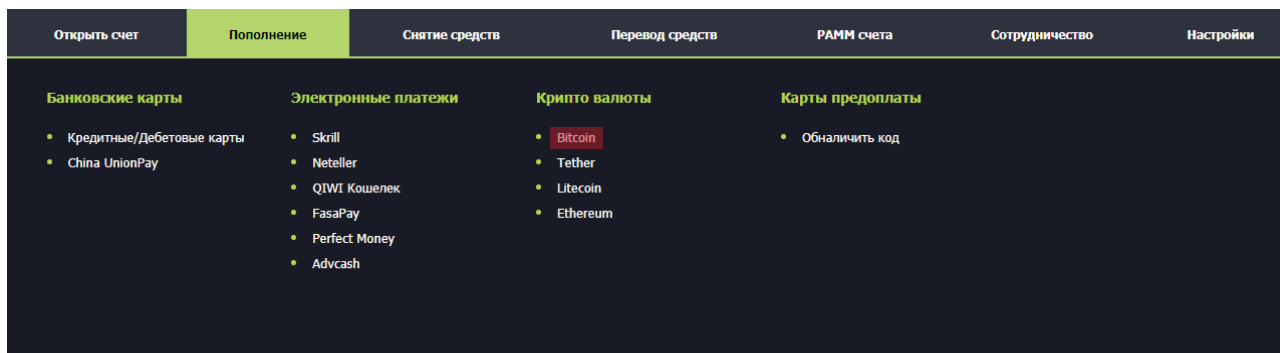 Открыть счет
Пополнение
Снятие средств
Перевод средств
PAMM счета
Сотрудничество
Настройки
Банковские карты
Кредитные/Дебетовые карты
China UnionPay
Электронные платежи
Skrill
Neteller
QIWI Кошелек
FasaPay
Perfect Money
Advcash
Крипто валюты
Bitcoin
Tether
Litecoin
Ethereum
Карты предоплаты
Обналичить код